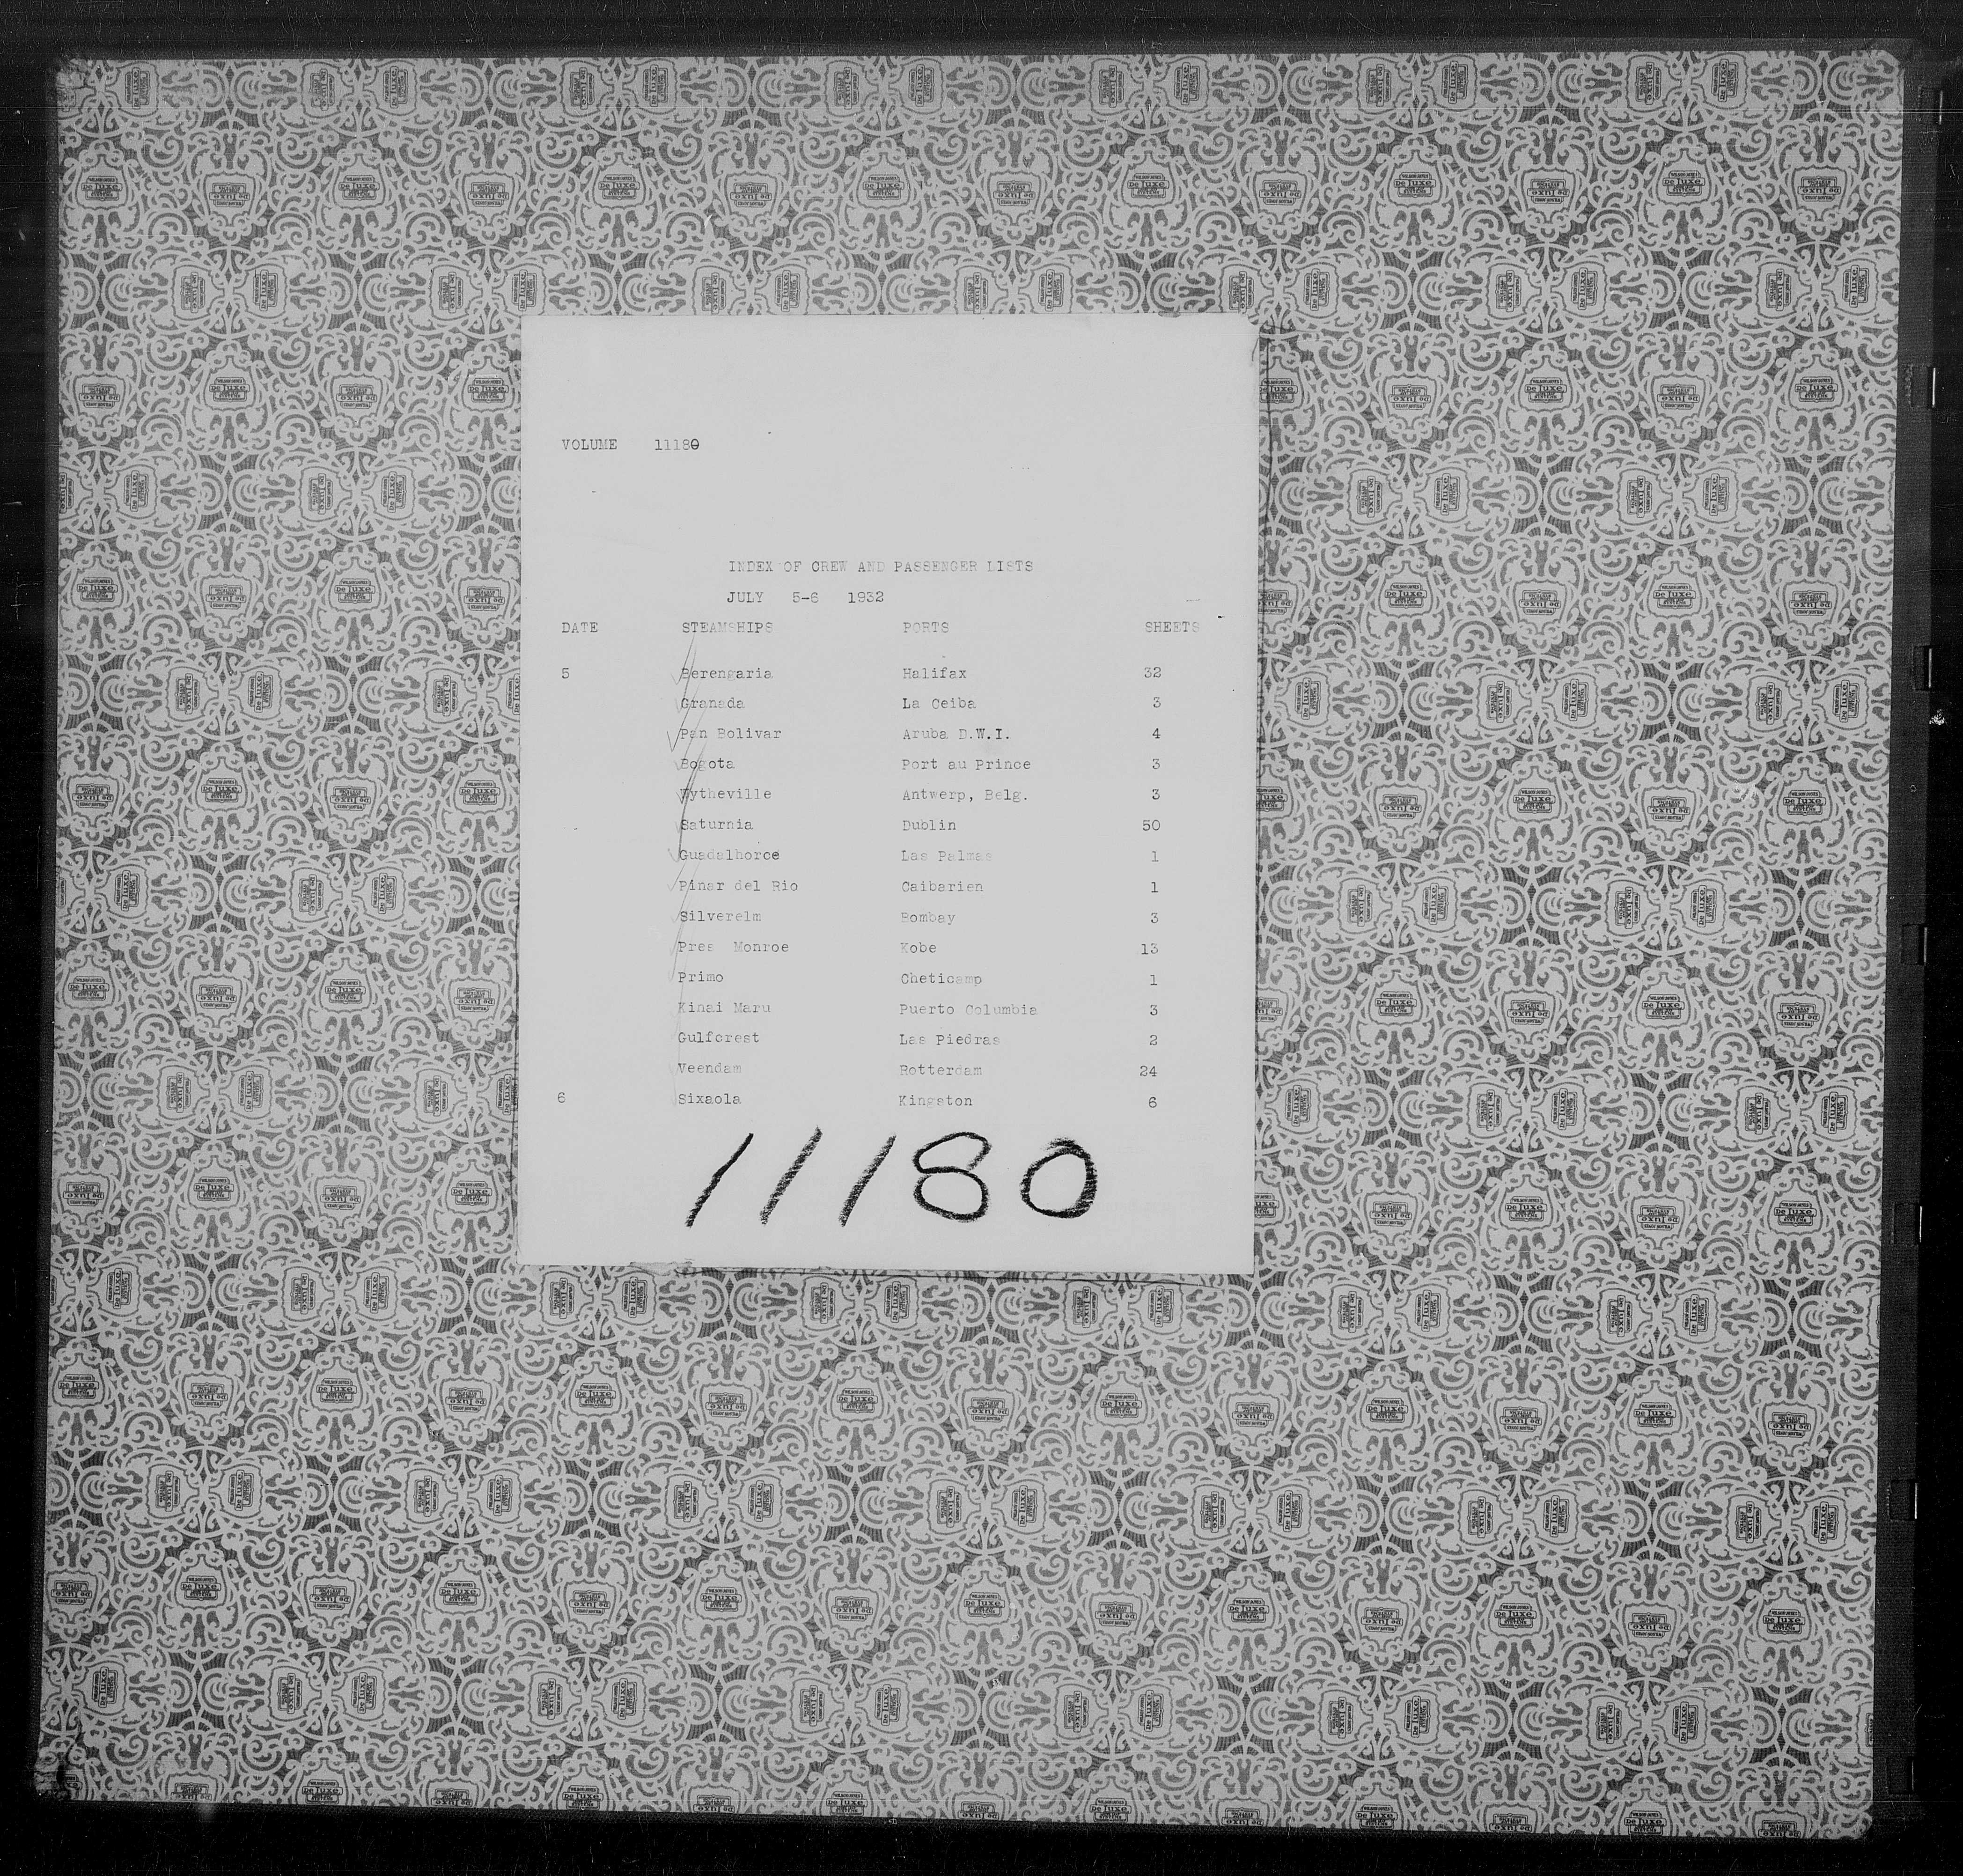 VOLUME 11180
INDEX OF CREW AND PASSENGER LISTS
JULY 5-6 1932
DATE STEAMSHIPS PORTS SHEETS
5 Berengaria Halifax 32
Granada La Ceiba 3
Pan Bolivar Aruba D.W.I. 4
Bogota Port au Prince 3
Wytheville Antwerp, Belg. 3
Saturnia Dublin 50
Guadalhorce Las Palmas 1
Pinar del Rio Caibarien 1
Silverelm Bombay 3
Pres Monroe Kobe 13
Primo Cheticamp 1
Kinai Maru Puerto Columbia 3
Gulfcrest Las Piedras 2
Veendam Rotterdam 24
6 Sixaola Kingston 6
11180
De Luxe